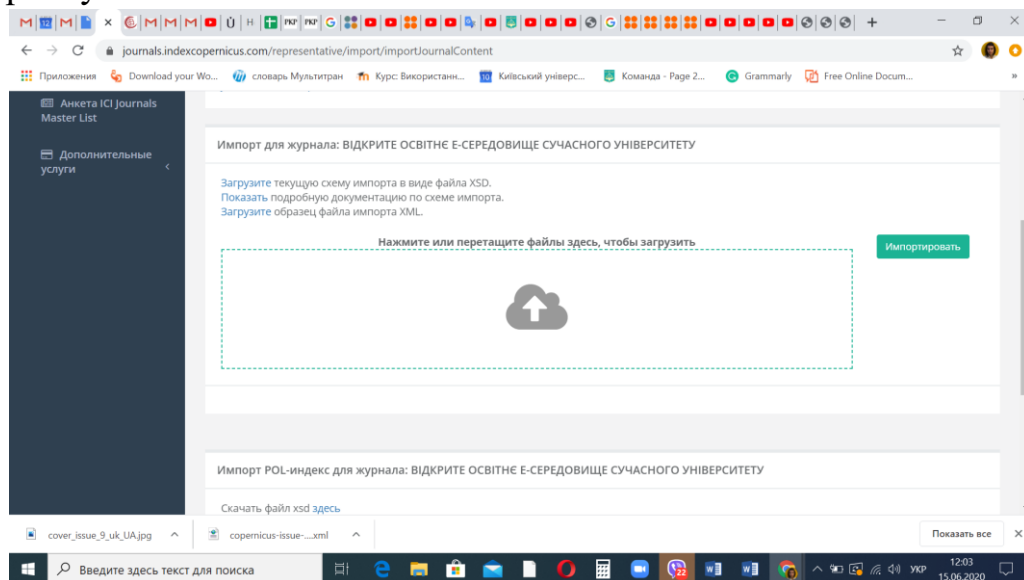 journals.indexcopernicus.com/representative/import/importJournalContent
Приложения
Download your Wo...
словарь Мультитран
Курс: Використанн...
Київський універс...
Команда - Page 2...
Grammarly
Free Online Docum...
»
Анкета ICI Journals
Master List
Дополнительные
услуги
Импорт для журнала: ВІДКРИТЕ ОСВІТНЄ Е-СЕРЕДОВИЩЕ СУЧАСНОГО УНІВЕРСИТЕТУ
Загрузите текущую схему импорта в виде файла XSD.
Показать подробную документацию по схеме импорта.
Загрузите образец файла импорта XML.
Нажмите или перетащите файлы здесь, чтобы загрузить
Импортировать
Импорт POL-индекс для журнала: ВІДКРИТЕ ОСВІТНЄ Е-СЕРЕДОВИЩЕ СУЧАСНОГО УНІВЕРСИТЕТУ
Скачать файл xsd здесь
cover_issue_9_uk_UA.jpg
copernicus-issue-....xml
Показать все
Введите здесь текст для поиска
22
УКР
12:03
15.06.2020